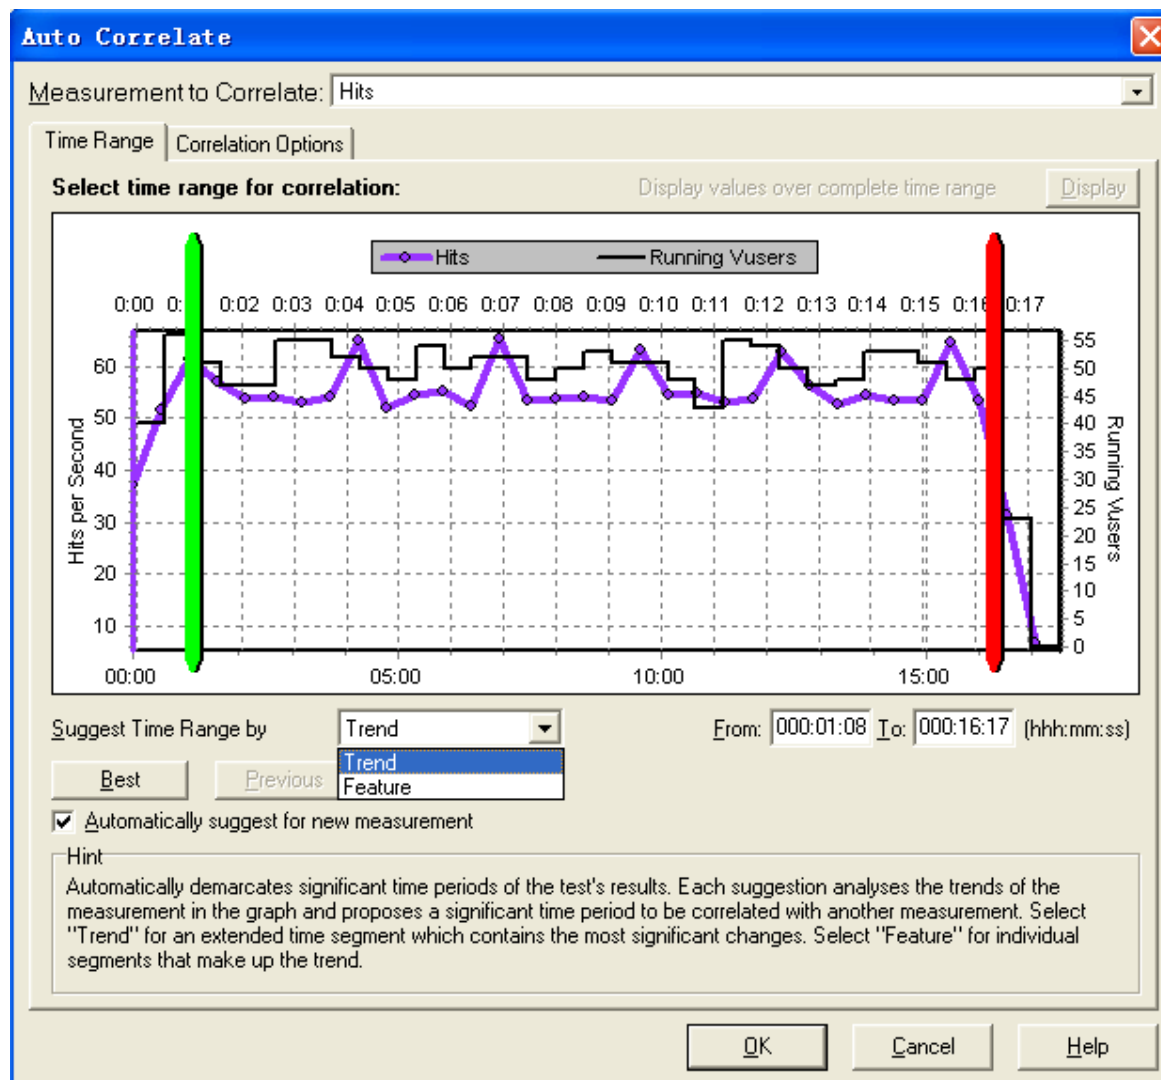 Auto Correlate
Measurement to Correlate: Hits
Time Range Correlation Options
Select time range for correlation: Display values over complete time range Display
Hits Running Vusers
0:00 0: 0:02 0:03 0:04 0:05 0:06 0:07 0:08 0:09 0:10 0:11 0:12 0:13 0:14 0:15 0:16 0:17
60
50
40
30
20
10
Hits per Second
55
50
45
40
35
30
25
20
15
10
5
0
Running Vusers
00:00 05:00 10:00 15:00
Suggest Time Range by Trend From: 000:01:08 To: 000:16:17 (hhh:mm:ss)
Trend
Feature
Best Previous
Automatically suggest for new measurement
Hint
Automatically demarcates significant time periods of the test's results. Each suggestion analyses the trends of the
measurement in the graph and proposes a significant time period to be correlated with another measurement. Select
"Trend" for an extended time segment which contains the most significant changes. Select "Feature" for individual
segments that make up the trend.
OK Cancel Help